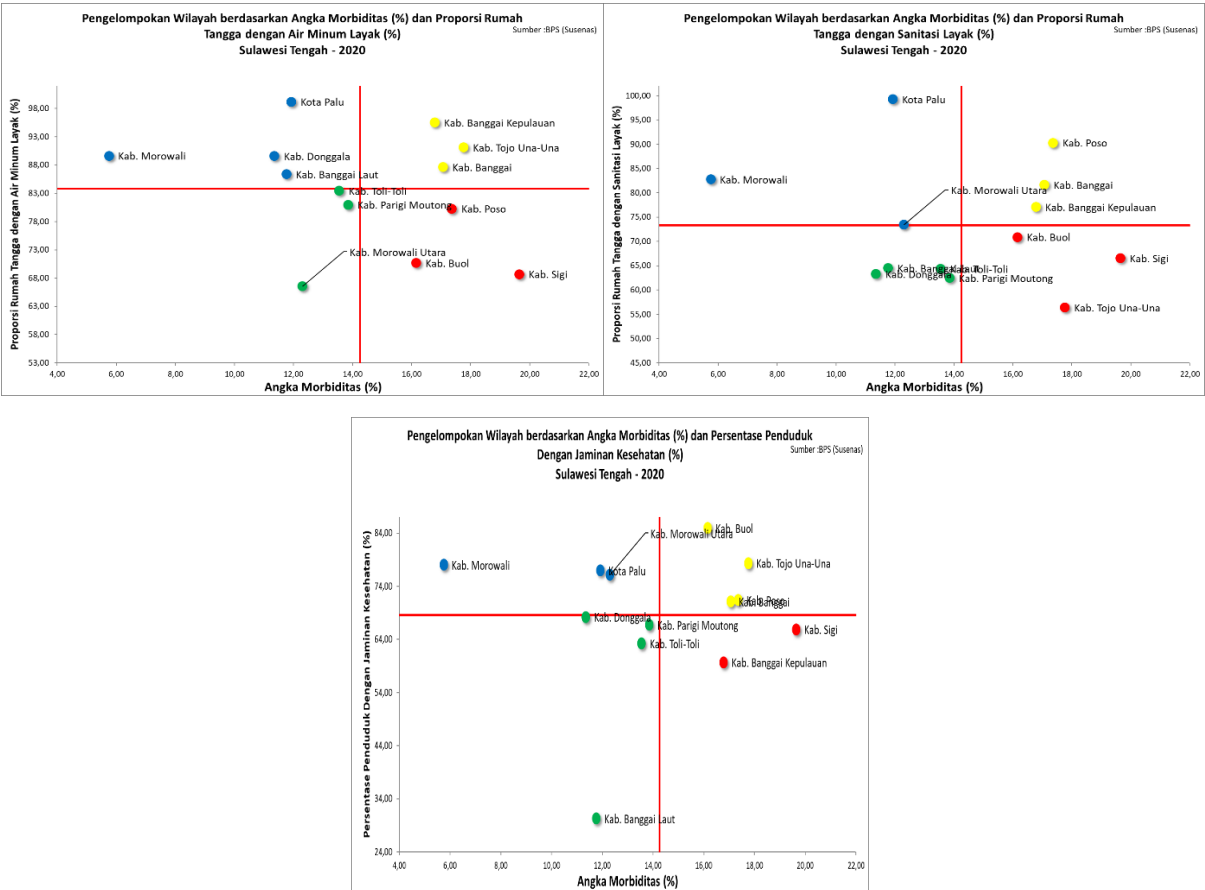 Pengelompokan Wilayah berdasarkan Angka Morbiditas (%) dan Proporsi Rumah
Tangga dengan Air Minum Layak (%)
Sulawesi Tengah - 2020
Sumber :BPS (Susenas)
Proporsi Rumah Tangga dengan Air Minum Layak (%)
98,00
93,00
88,00
83,00
78,00
73,00
68,00
63,00
58,00
53,00
Kota Palu
Kab. Banggai Kepulauan
Kab. Tojo Una-Una
Kab. Morowali
Kab. Donggala
Kab. Banggai
Kab. Banggai Laut
Kab. Toli-Toli
Kab. Parigi Moutong
Kab. Poso
Kab. Morowali Utara
Kab. Buol
Kab. Sigi
4,00 6,00 8,00 10,00 12,00 14,00 16,00 18,00 20,00 22,00
Angka Morbiditas (%)
Pengelompokan Wilayah berdasarkan Angka Morbiditas (%) dan Proporsi Rumah
Tangga dengan Sanitasi Layak (%)
Sulawesi Tengah - 2020
Sumber :BPS (Susenas)
Proporsi Rumah Tangga dengan Sanitasi Layak (%)
100,00
95,00
90,00
85,00
80,00
75,00
70,00
65,00
60,00
55,00
50,00
45,00
Kota Palu
Kab. Poso
Kab. Morowali
Kab. Morowali Utara
Kab. Banggai
Kab. Banggai Kepulauan
Kab. Buol
Kab. Sigi
Kab. Banggai Laut
Kab. Toli-Toli
Kab. Donggala
Kab. Parigi Moutong
Kab. Tojo Una-Una
4,00 6,00 8,00 10,00 12,00 14,00 16,00 18,00 20,00 22,00
Angka Morbiditas (%)
Pengelompokan Wilayah berdasarkan Angka Morbiditas (%) dan Persentase Penduduk
Dengan Jaminan Kesehatan (%)
Sulawesi Tengah - 2020
Sumber :BPS (Susenas)
Persentase Penduduk Dengan Jaminan Kesehatan (%)
84,00
74,00
64,00
54,00
44,00
34,00
24,00
Kab. Buol
Kab. Morowali Utara
Kab. Morowali
Kota Palu
Kab. Tojo Una-Una
Kab. Poso
Kab. Banggai
Kab. Donggala
Kab. Parigi Moutong
Kab. Sigi
Kab. Toli-Toli
Kab. Banggai Kepulauan
Kab. Banggai Laut
4,00 6,00 8,00 10,00 12,00 14,00 16,00 18,00 20,00 22,00
Angka Morbiditas (%)